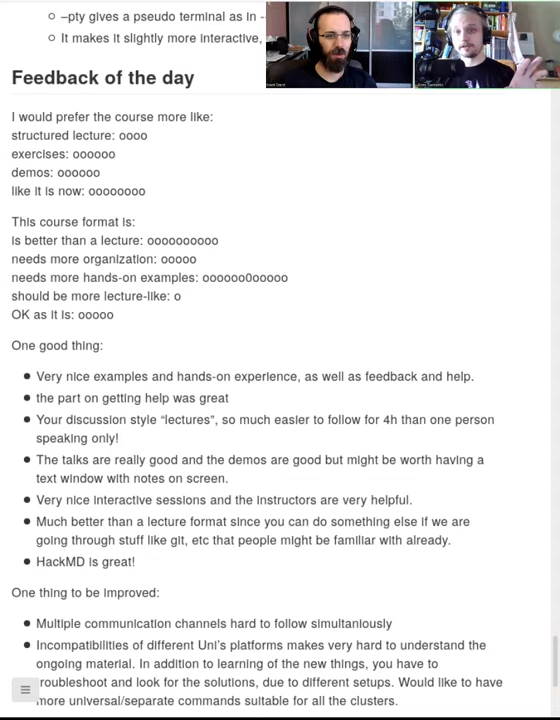 –pty gives a pseudo terminal as in -
It makes it slightly more interactive,
Feedback of the day
I would prefer the course more like:
structured lecture: oooo
exercises: oooooo
demos: oooooo
like it is now: oooooooo
This course format is:
is better than a lecture: oooooooooo
needs more organization: ooooo
needs more hands-on examples: oooooo0ooooo
should be more lecture-like: o
OK as it is: ooooo
One good thing:
Very nice examples and hands-on experience, as well as feedback and help.
the part on getting help was great
Your discussion style “lectures”, so much easier to follow for 4h than one person
speaking only!
The talks are really good and the demos are good but might be worth having a
text window with notes on screen.
Very nice interactive sessions and the instructors are very helpful.
Much better than a lecture format since you can do something else if we are
going through stuff like git, etc that people might be familiar with already.
HackMD is great!
One thing to be improved:
Multiple communication channels hard to follow simultaniously
Incompatibilities of different Uni’s platforms makes very hard to understand the
ongoing material. In addition to learning of the new things, you have to
roubleshoot and look for the solutions, due to different setups. Would like to have
more universal/separate commands suitable for all the clusters.